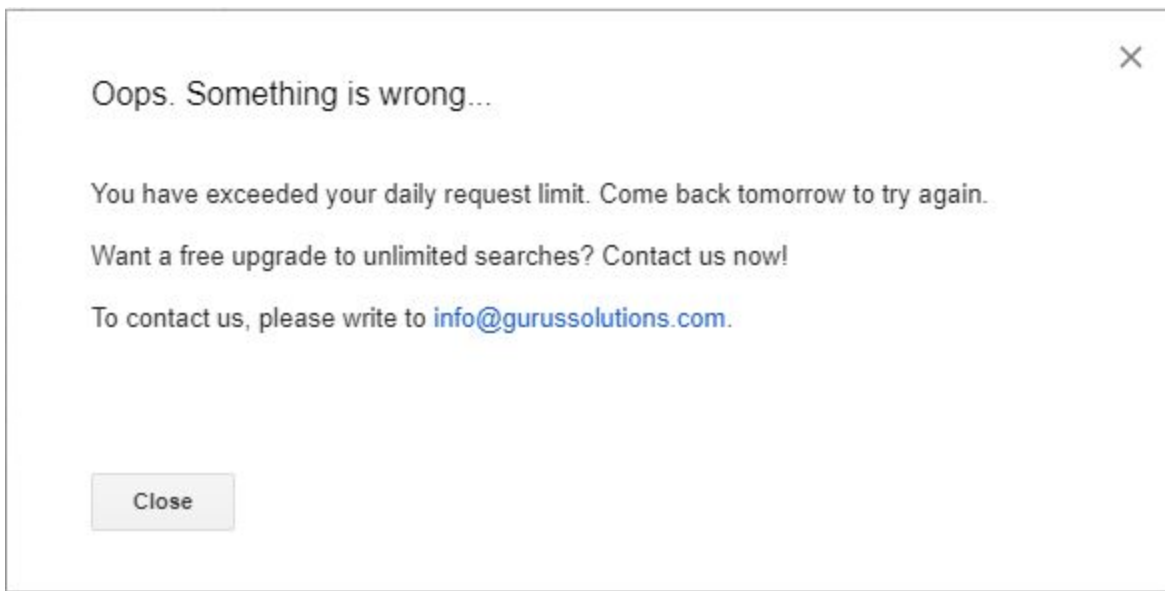 Oops. Something is wrong...
You have exceeded your daily request limit. Come back tomorrow to try again.
Want a free upgrade to unlimited searches? Contact us now!
To contact us, please write to info@gurussolutions.com.
Close